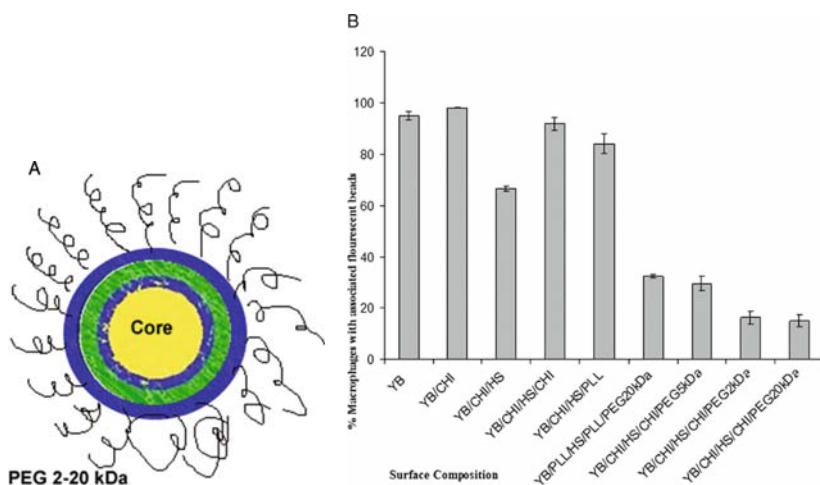 A
Core
PEG 2-20 kDa
B
% Macrophages with associated flourescent beads
120
100
80
60
40
20
0
YB
YB/CHI
YB/CHI/HS
YB/CHI/HS/CHI
YB/CHI/HS/PLL
YB/PLL/HS/PLL/PEG20kDa
YB/CHI/HS/CHI/PEG5kDa
YB/CHI/HS/CHI/PEG2kDa
YB/CHI/HS/CHI/PEG20kDa
Surface Composition